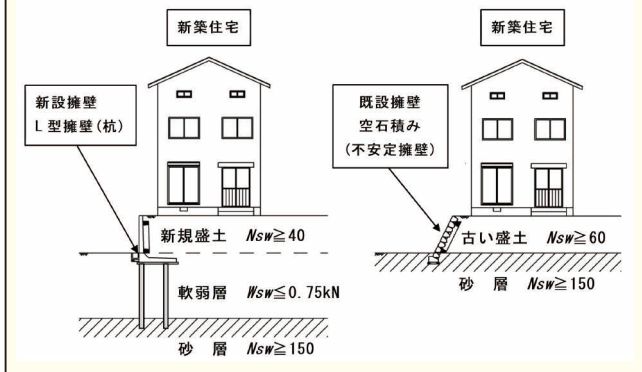 新築住宅
新設擁壁
L型擁壁(杭)
新規盛土 Nsw≧40
軟弱層 Wsw≦0.75kN
砂 層 Nsw≧150
新築住宅
既設擁壁
空石積み
(不安定擁壁)
古い盛土 Nsw≧60
砂 層 Nsw≧150